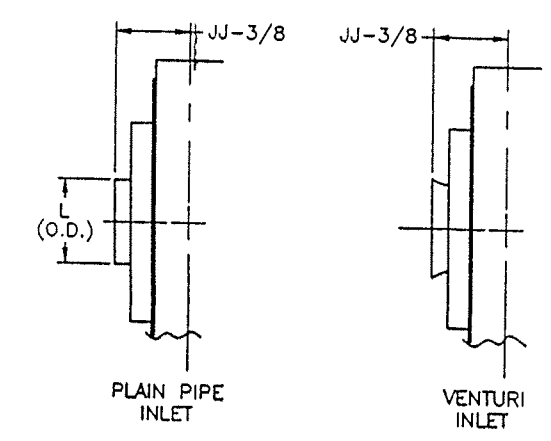 JJ-3/8
JJ-3/8
L
(O.D.)
PLAIN PIPE
INLET
VENTURI
INLET